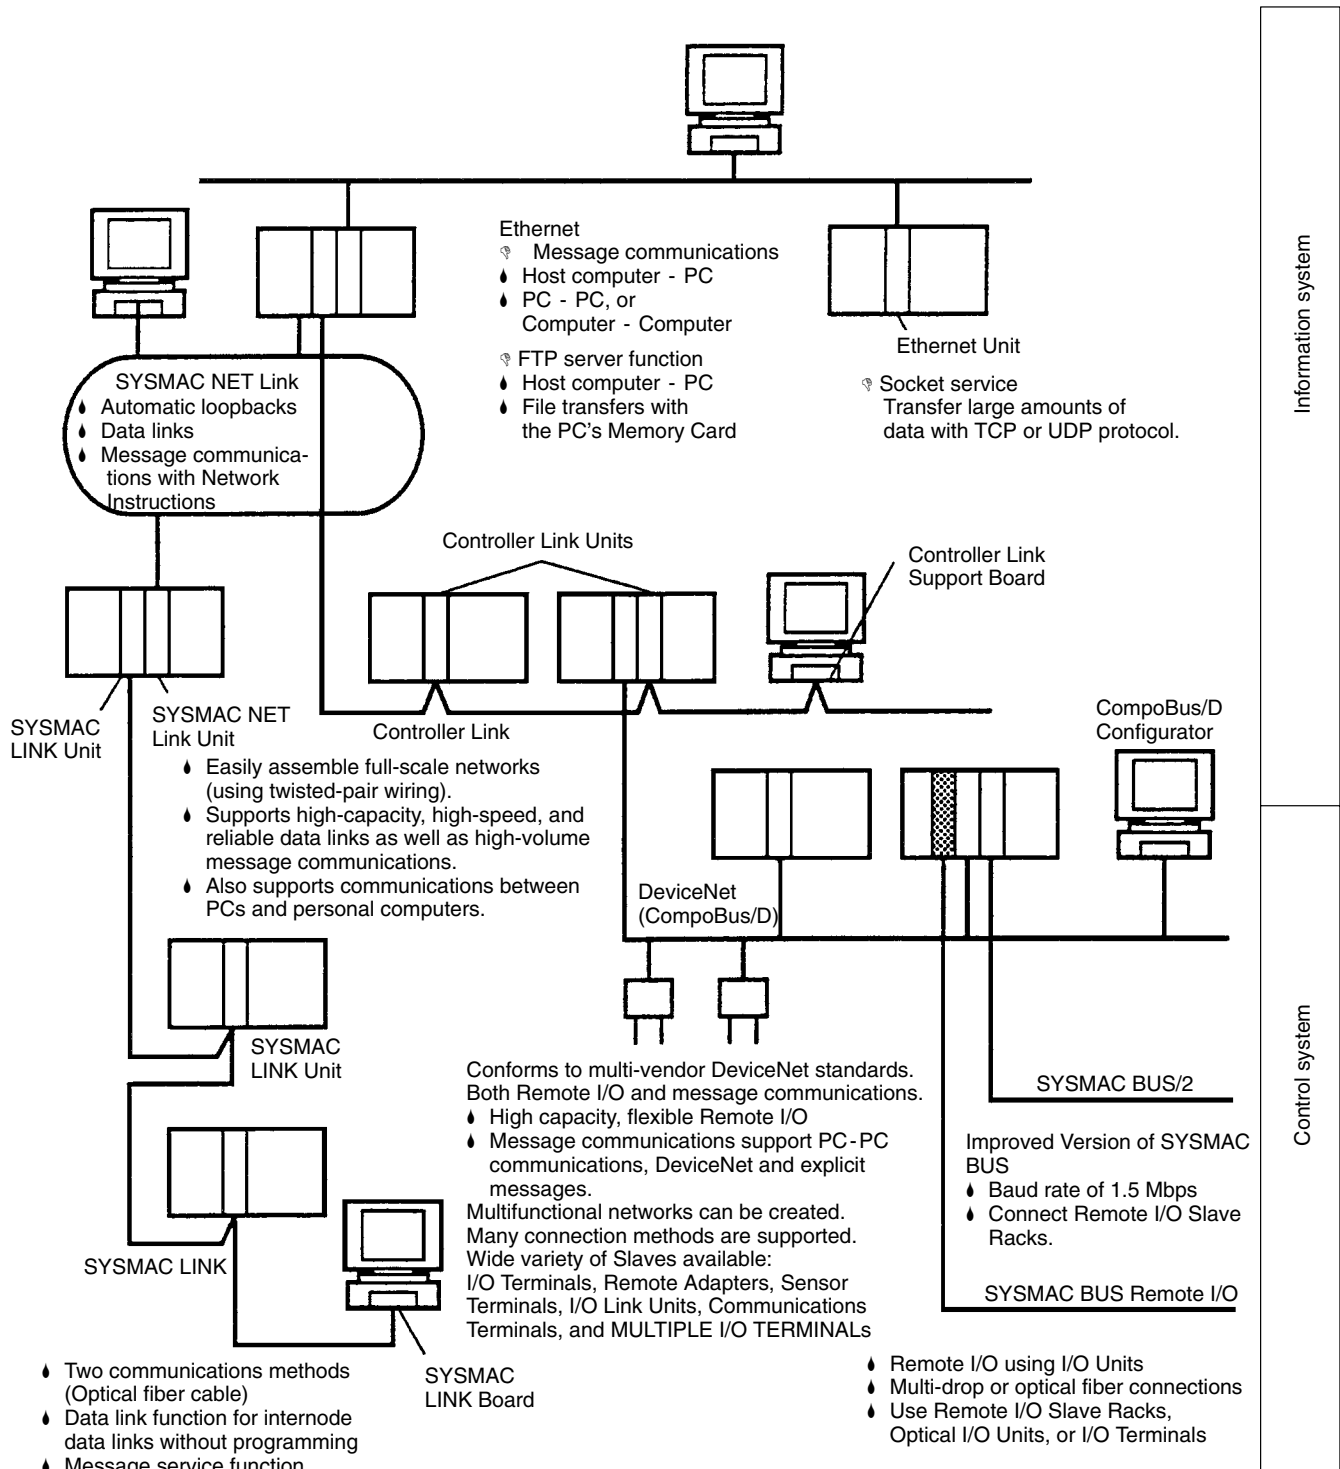 Ethernet
Message communications
Host computer - PC
PC - PC, or
Computer - Computer
FTP server function
Host computer - PC
File transfers with
the PC's Memory Card
Ethernet Unit
Socket service
Transfer large amounts of
data with TCP or UDP protocol.
Information system
SYSMAC NET Link
Automatic loopbacks
Data links
Message communica-
tions with Network
Instructions
Controller Link Units
Controller Link
Support Board
SYSMAC
LINK Unit
SYSMAC NET
Link Unit
Controller Link
Easily assemble full-scale networks
(using twisted-pair wiring).
Supports high-capacity, high-speed, and
reliable data links as well as high-volume
message communications.
Also supports communications between
PCs and personal computers.
CompoBus/D
Configurator
DeviceNet
(CompoBus/D)
SYSMAC
LINK Unit
Conforms to multi-vendor DeviceNet standards.
Both Remote I/O and message communications.
High capacity, flexible Remote I/O
Message communications support PC-PC
communications, DeviceNet and explicit
messages.
Multifunctional networks can be created.
Many connection methods are supported.
Wide variety of Slaves available:
I/O Terminals, Remote Adapters, Sensor
Terminals, I/O Link Units, Communications
Terminals, and MULTIPLE I/O TERMINALs
SYSMAC BUS/2
Improved Version of SYSMAC
BUS
Baud rate of 1.5 Mbps
Connect Remote I/O Slave
Racks.
Control system
SYSMAC BUS Remote I/O
Remote I/O using I/O Units
Multi-drop or optical fiber connections
Use Remote I/O Slave Racks,
Optical I/O Units, or I/O Terminals
SYSMAC LINK
SYSMAC
LINK Board
Two communications methods
(Optical fiber cable)
Data link function for internode
data links without programming
Message service function